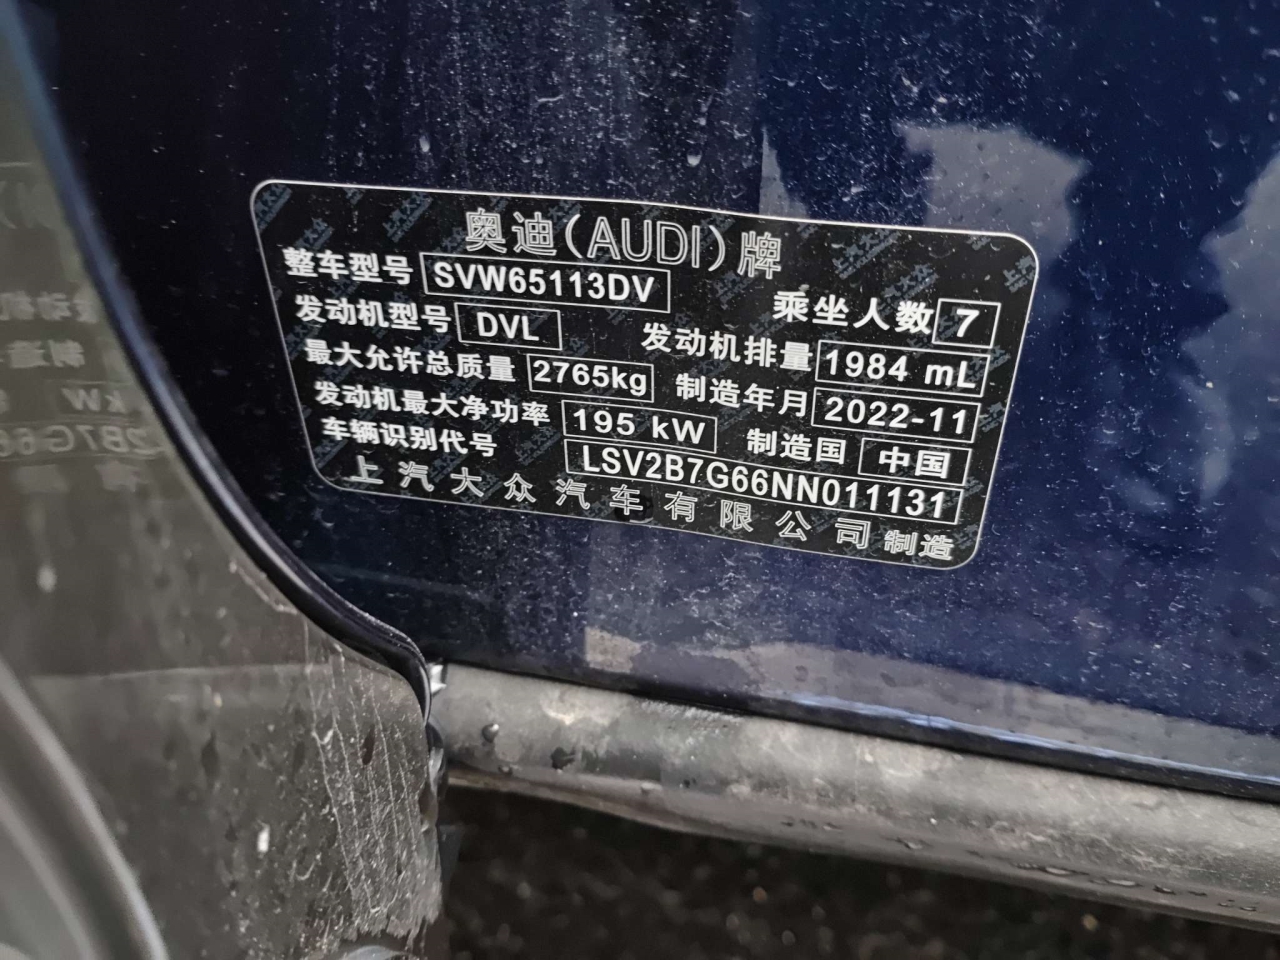 奥迪(AUDI)牌
整车型号 SVW65113DV
乘坐人数 7
发动机型号 DVL
发动机排量 1984 mL
最大允许总质量 2765kg
制造年月 2022-11
发动机最大净功率 195 kW
制造国 中国
车辆识别代号 LSV2B7G66NN011131
上汽大众汽车有限公司 制造